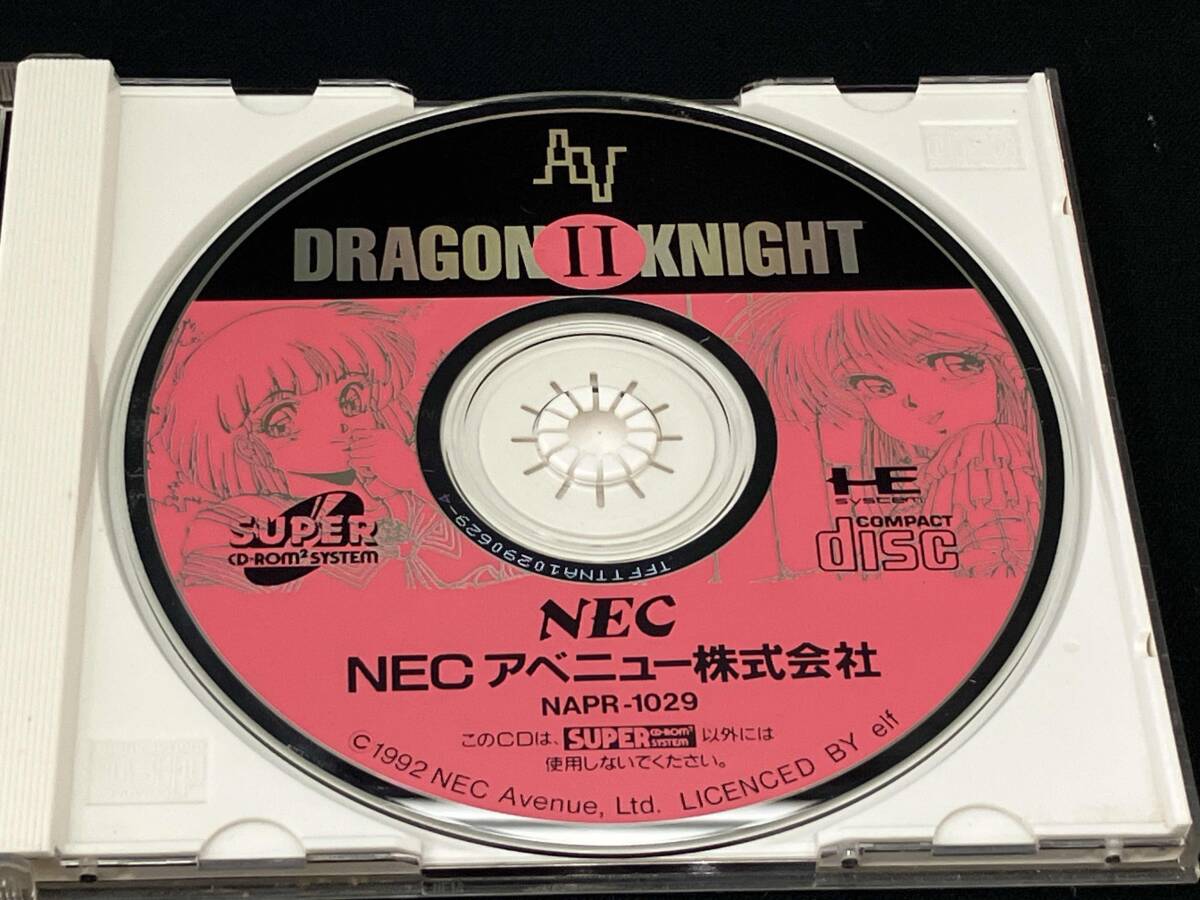 AV
DRAGON II KNIGHT
SUPER
CD-ROM² SYSTEM
HE
system
COMPACT
disc
TFFTTNA10290629-A
NEC
NECアベニュー株式会社
NAPR-1029
このCDは、SUPER CD-ROM² SYSTEM 以外には
使用しないでください。
©1992 NEC Avenue, Ltd. LICENCED BY elf